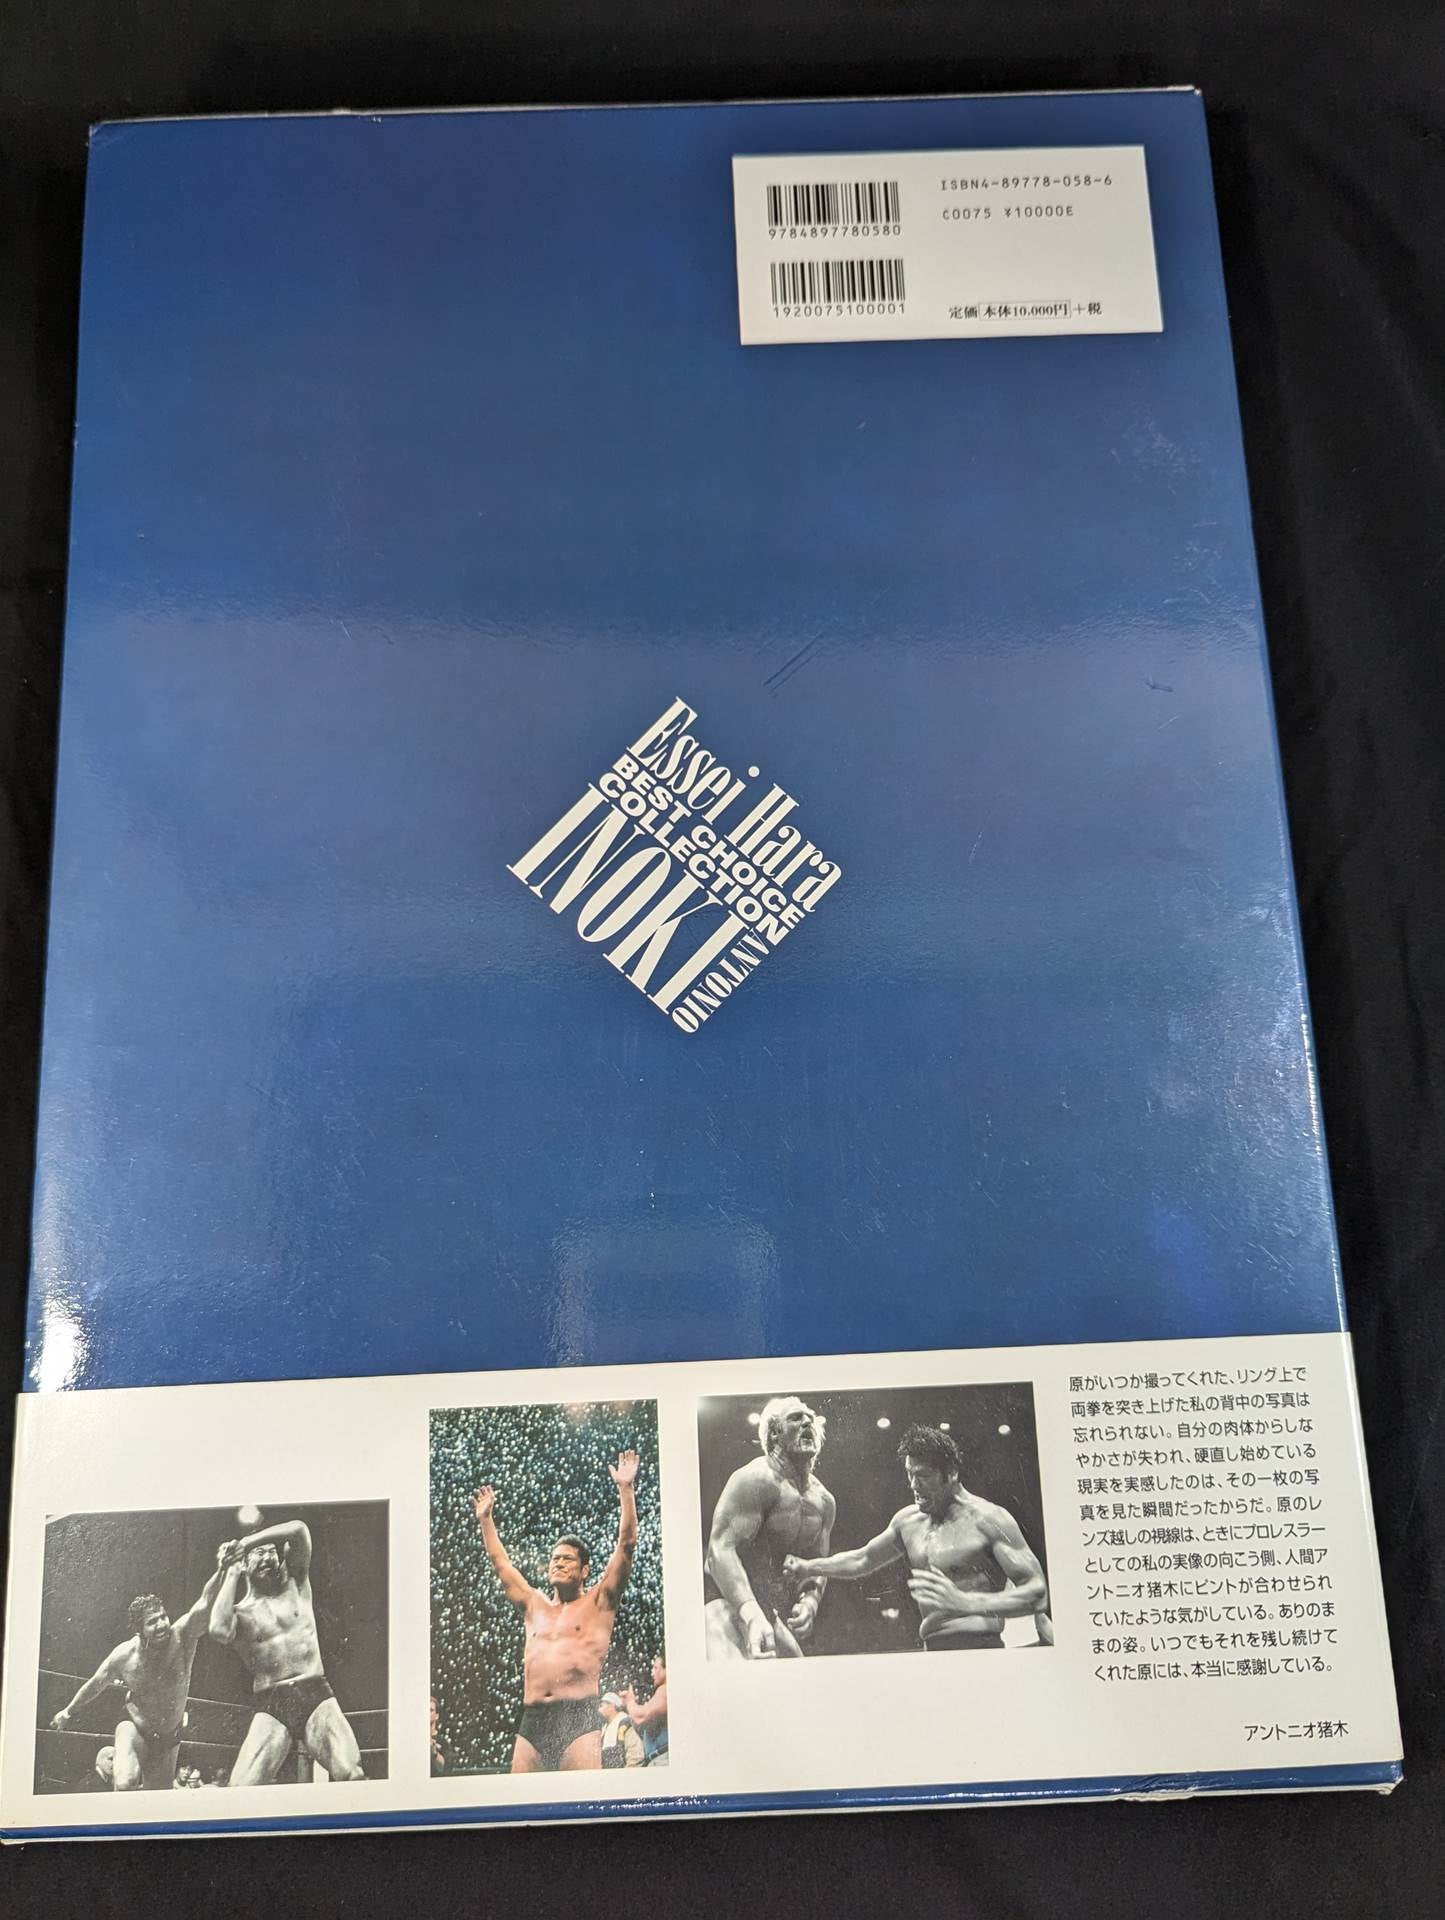 ISBN4-89778-058-6
C0075 ¥10000E
9784897780580
1920075100001
定価 本体10.000円 +税
Essei Hara
BEST CHOICE
COLLECTION
INOKI
ANTONIO
原がいつか撮ってくれた、リング上で
両拳を突き上げた私の背中の写真は
忘れられない。自分の肉体からしな
やかさが失われ、硬直し始めている
現実を実感したのは、その一枚の写
真を見た瞬間だったからだ。原のレ
ンズ越しの視線は、ときにプロレスラー
としての私の実像の向こう側、人間ア
ントニオ猪木にピントが合わせられ
ていたような気がしている。ありのま
まの姿。いつでもそれを残し続けて
くれた原には、本当に感謝している。
アントニオ猪木